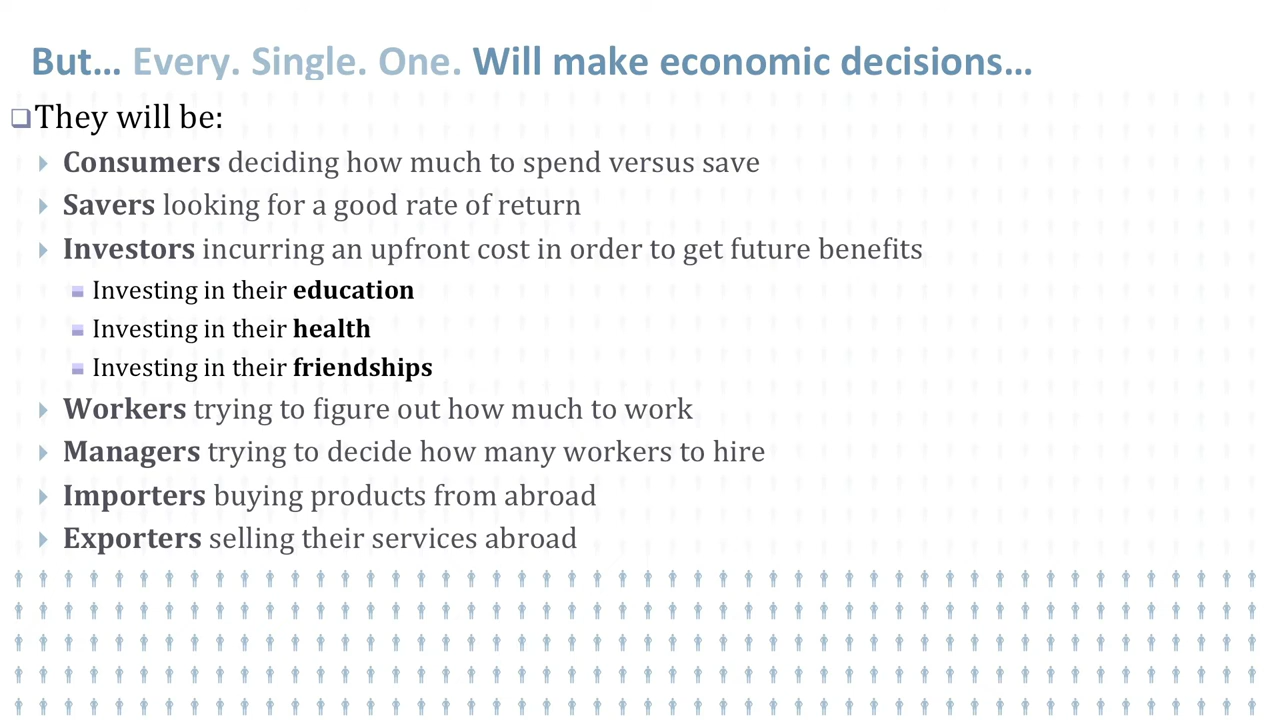 But... Every. Single. One. Will make economic decisions...
They will be:
Consumers deciding how much to spend versus save
Savers looking for a good rate of return
Investors incurring an upfront cost in order to get future benefits
Investing in their education
Investing in their health
Investing in their friendships
Workers trying to figure out how much to work
Managers trying to decide how many workers to hire
Importers buying products from abroad
Exporters selling their services abroad